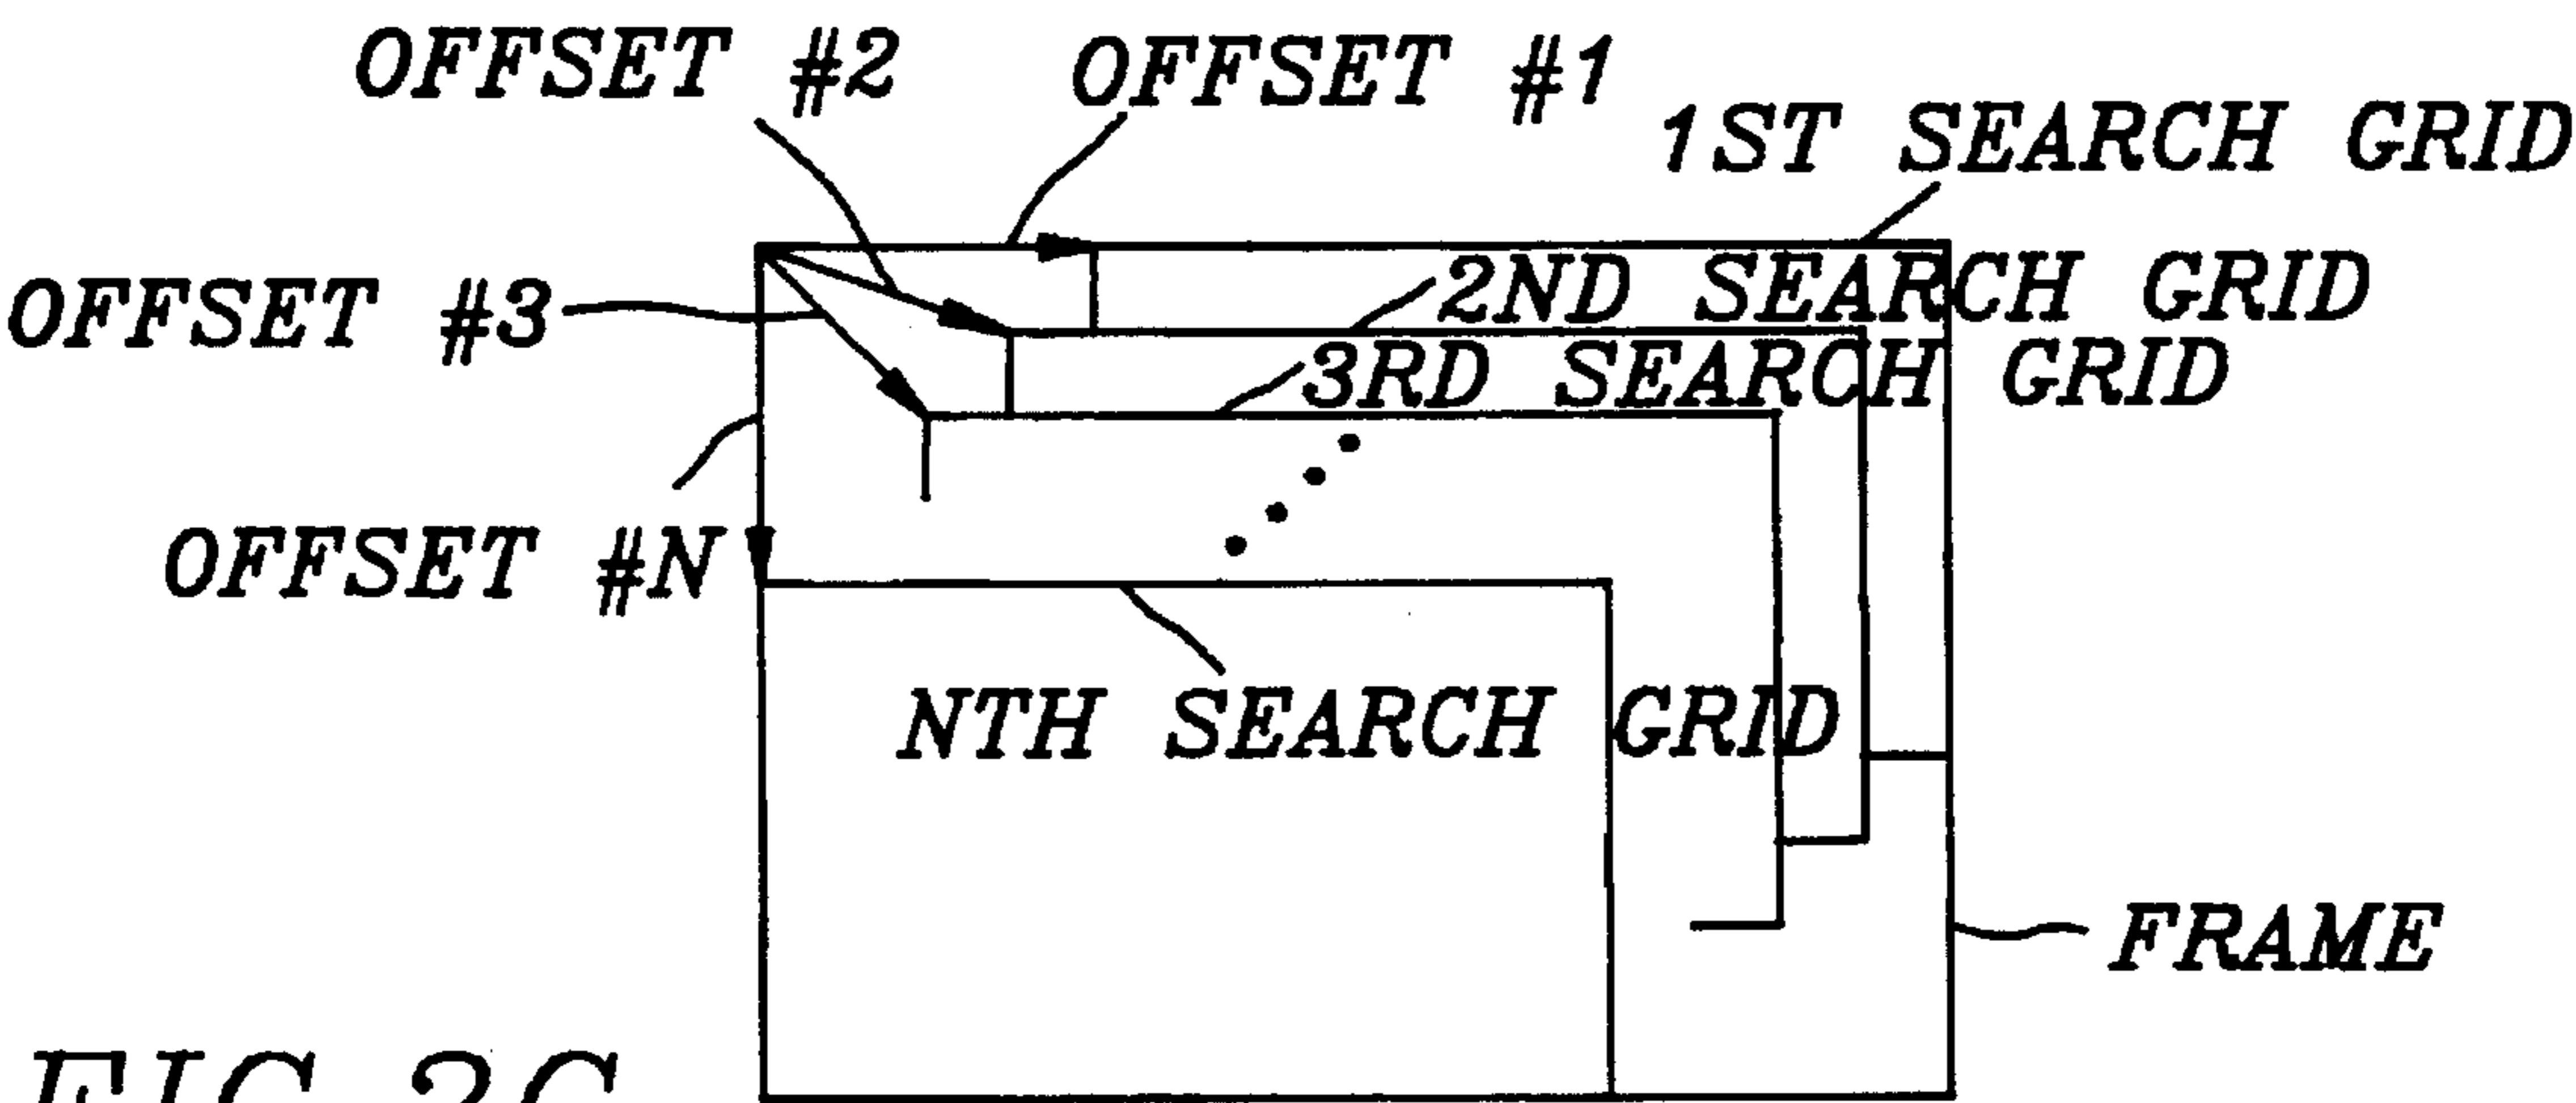 OFFSET #2
OFFSET #1
1ST SEARCH GRID
OFFSET #3
2ND SEARCH GRID
3RD SEARCH GRID
OFFSET #N
NTH SEARCH GRID
FRAME